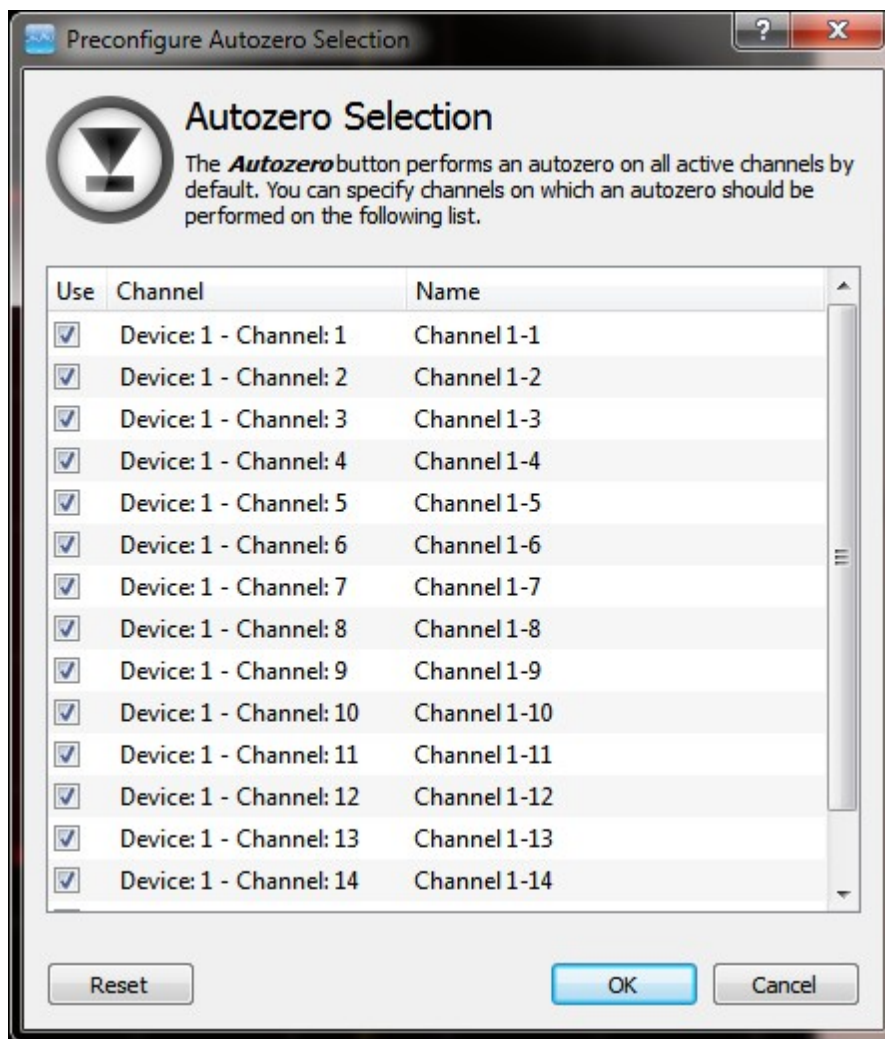 Preconfigure Autozero Selection
?
X
Autozero Selection
The Autozero button performs an autozero on all active channels by
default. You can specify channels on which an autozero should be
performed on the following list.
Use Channel Name
Device: 1 - Channel: 1 Channel 1-1
Device: 1 - Channel: 2 Channel 1-2
Device: 1 - Channel: 3 Channel 1-3
Device: 1 - Channel: 4 Channel 1-4
Device: 1 - Channel: 5 Channel 1-5
Device: 1 - Channel: 6 Channel 1-6
Device: 1 - Channel: 7 Channel 1-7
Device: 1 - Channel: 8 Channel 1-8
Device: 1 - Channel: 9 Channel 1-9
Device: 1 - Channel: 10 Channel 1-10
Device: 1 - Channel: 11 Channel 1-11
Device: 1 - Channel: 12 Channel 1-12
Device: 1 - Channel: 13 Channel 1-13
Device: 1 - Channel: 14 Channel 1-14
Reset OK Cancel